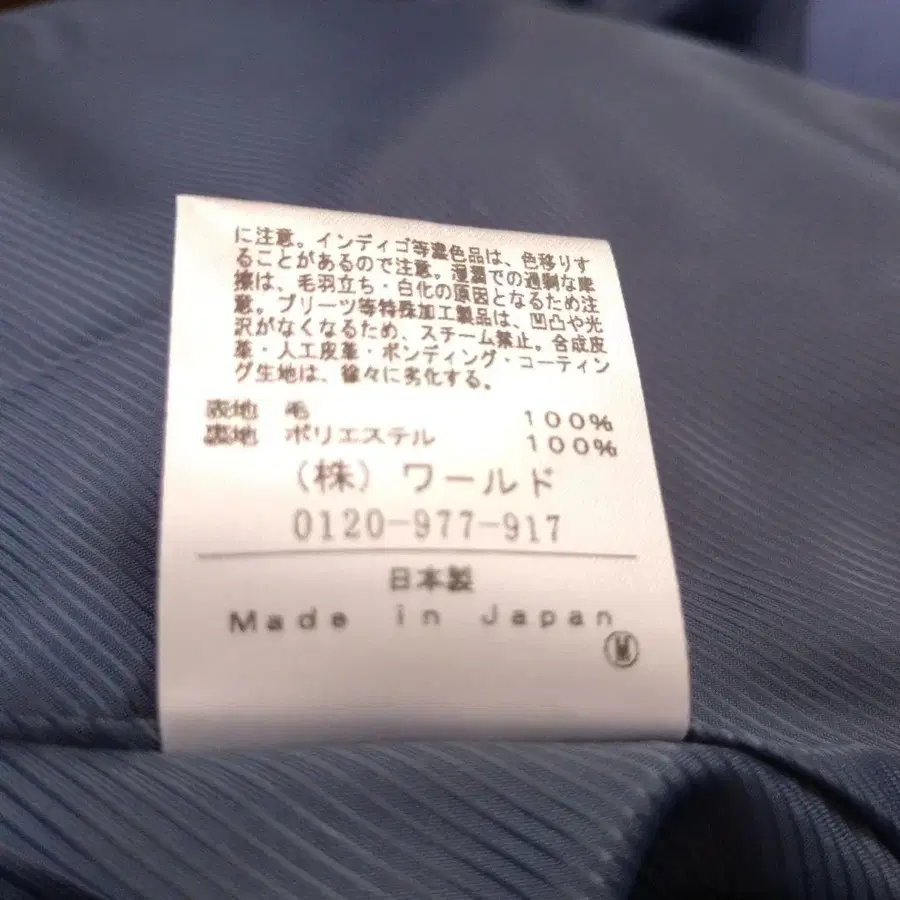 に注意。インディゴ等濃色品は、色移りす
ることがあるので注意。湿潤での過剰な摩
擦は、毛羽立ち・白化の原因となるため注
意。プリーツ等特殊加工製品は、凹凸や光
沢がなくなるため、スチーム禁止。合成皮
革・人工皮革・ボンディング・コーティン
グ生地は、徐々に劣化する。
表地 毛 100%
裏地 ポリエステル 100%
(株) ワールド
0120-977-917
日本製
Made in Japan
M